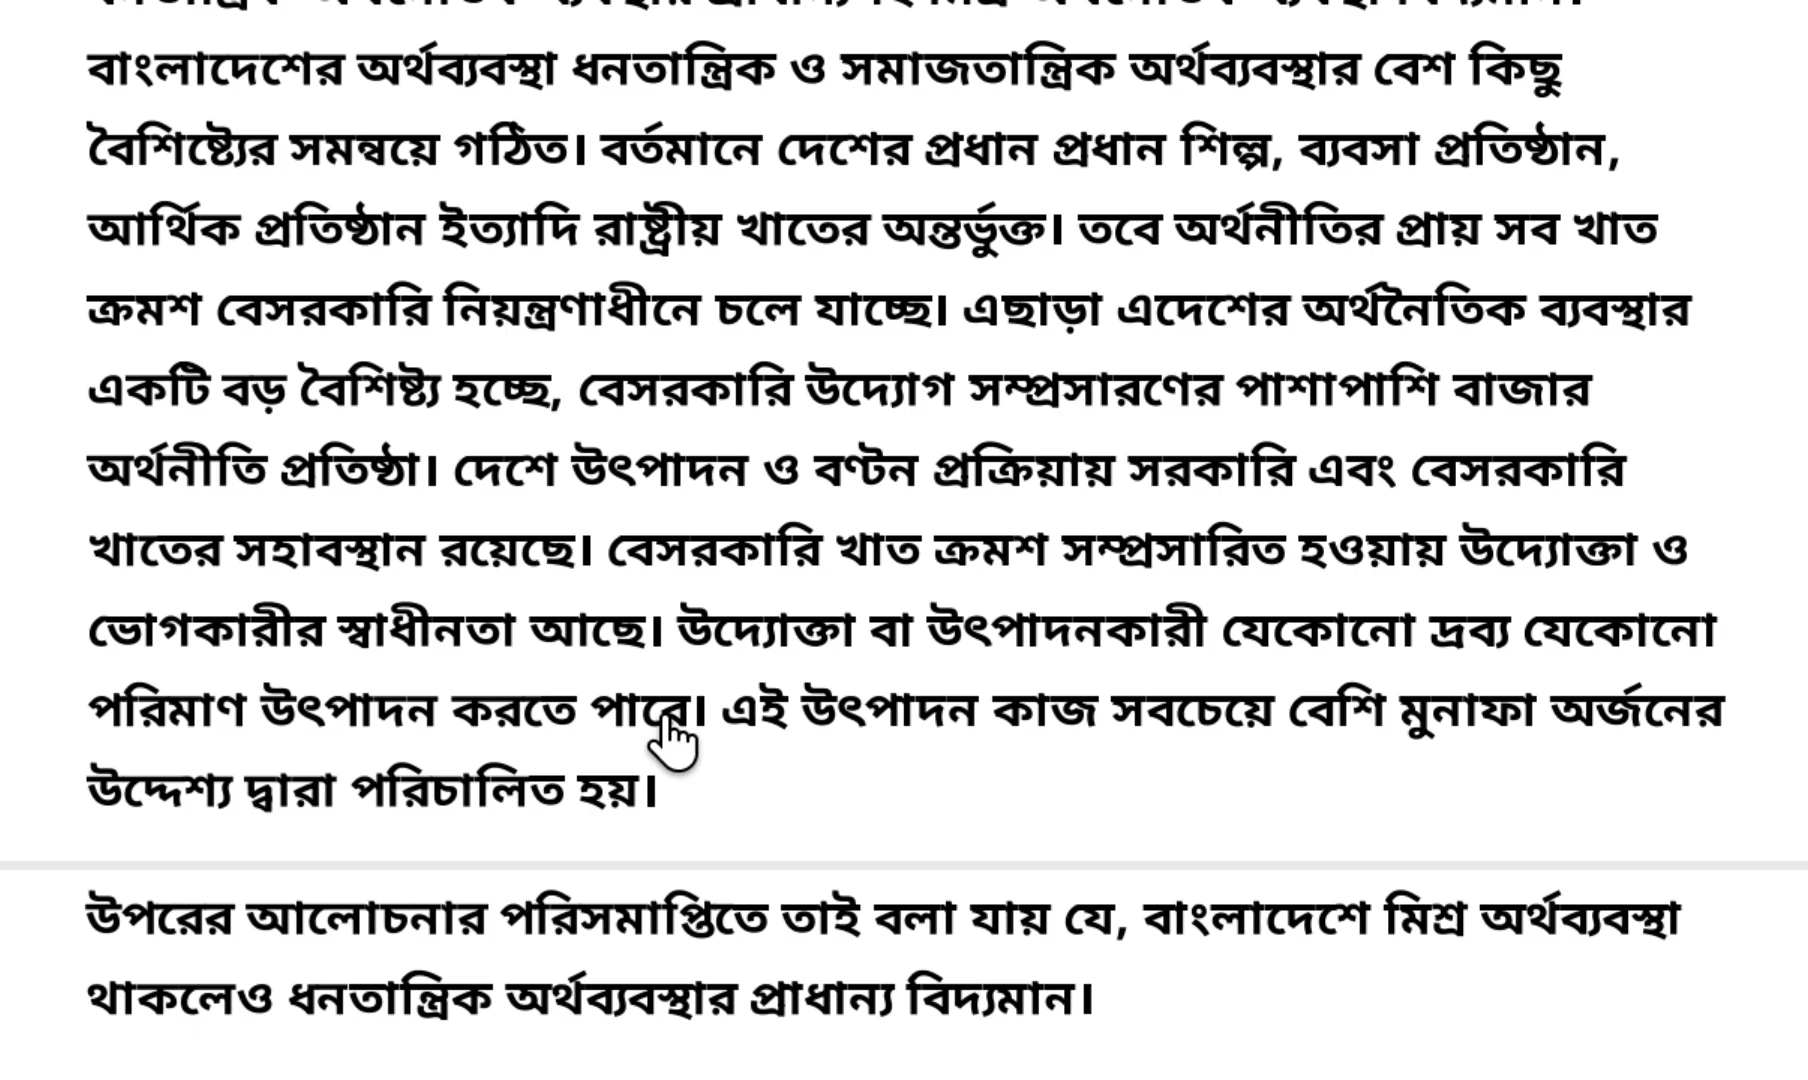 বাংলাদেশের অর্থব্যবস্থা ধনতান্ত্রিক ও সমাজতান্ত্রিক অর্থব্যবস্থার বেশ কিছু
বৈশিষ্ট্যের সমন্বয়ে গঠিত। বর্তমানে দেশের প্রধান প্রধান শিল্প, ব্যবসা প্রতিষ্ঠান,
আর্থিক প্রতিষ্ঠান ইত্যাদি রাষ্ট্রীয় খাতের অন্তর্ভুক্ত। তবে অর্থনীতির প্রায় সব খাত
ক্রমশ বেসরকারি নিয়ন্ত্রণাধীনে চলে যাচ্ছে। এছাড়া এদেশের অর্থনৈতিক ব্যবস্থার
একটি বড় বৈশিষ্ট্য হচ্ছে, বেসরকারি উদ্যোগ সম্প্রসারণের পাশাপাশি বাজার
অর্থনীতি প্রতিষ্ঠা। দেশে উৎপাদন ও বণ্টন প্রক্রিয়ায় সরকারি এবং বেসরকারি
খাতের সহাবস্থান রয়েছে। বেসরকারি খাত ক্রমশ সম্প্রসারিত হওয়ায় উদ্যোক্তা ও
ভোগকারীর স্বাধীনতা আছে। উদ্যোক্তা বা উৎপাদনকারী যেকোনো দ্রব্য যেকোনো
পরিমাণ উৎপাদন করতে পারে। এই উৎপাদন কাজ সবচেয়ে বেশি মুনাফা অর্জনের
উদ্দেশ্য দ্বারা পরিচালিত হয়।
উপরের আলোচনার পরিসমাপ্তিতে তাই বলা যায় যে, বাংলাদেশে মিশ্র অর্থব্যবস্থা
থাকলেও ধনতান্ত্রিক অর্থব্যবস্থার প্রাধান্য বিদ্যমান।